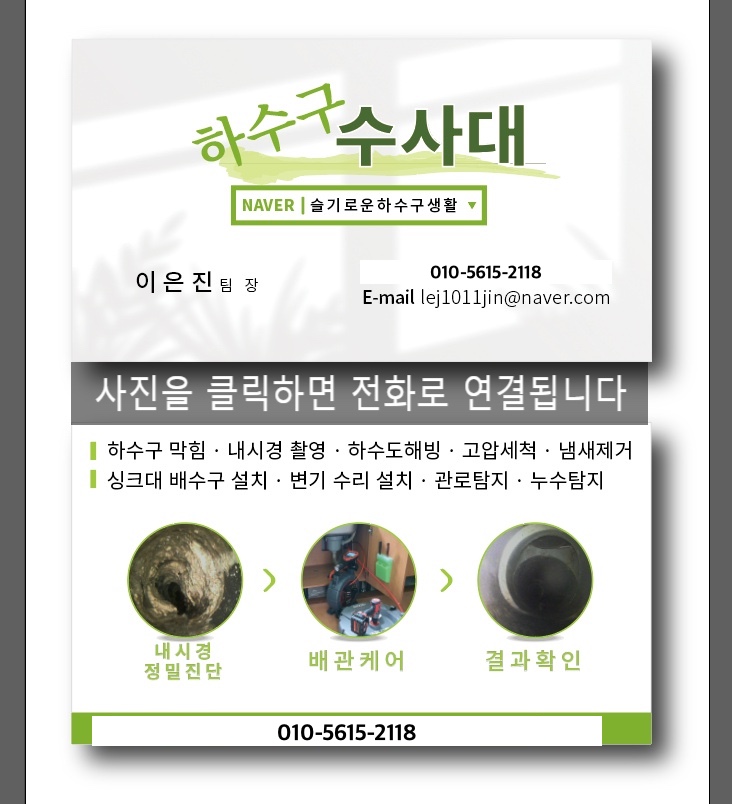 하수구 수사대
NAVER | 슬기로운하수구생활 ▼
이은진 팀 장
010-5615-2118
E-mail lej1011jin@naver.com
사진을 클릭하면 전화로 연결됩니다
하수구 막힘 · 내시경 촬영 · 하수도해빙 · 고압세척 · 냄새제거
싱크대 배수구 설치 · 변기 수리 설치 · 관로탐지 · 누수탐지
내시경
정밀진단
배관케어
결과확인
010-5615-2118